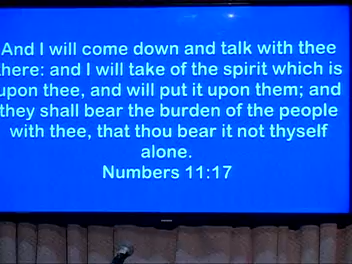 And I will come down and talk with thee
there: and I will take of the spirit which is
upon thee, and will put it upon them; and
they shall bear the burden of the people
with thee, that thou bear it not thyself
alone.
Numbers 11:17